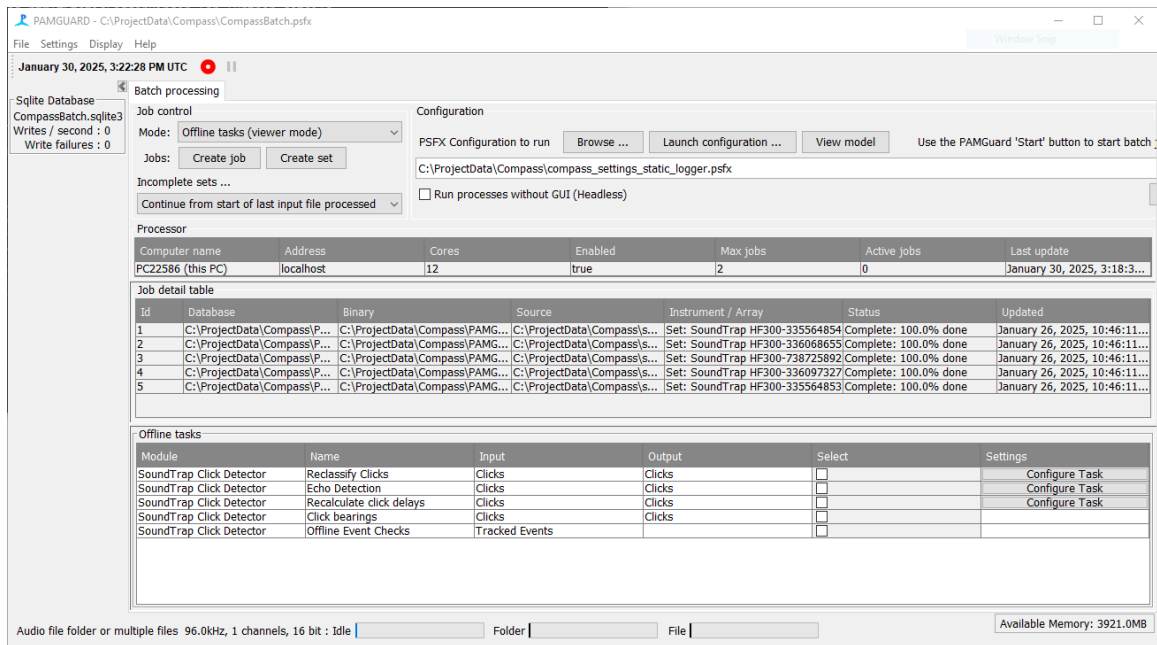 PAMGUARD - C:\ProjectData\Compass\CompassBatch.psfx
File Settings Display Help
Window Snip
January 30, 2025, 3:22:28 PM UTC
Sqlite Database
CompassBatch.sqlite3
Writes / second : 0
Write failures : 0
Batch processing
Job control
Mode: Offline tasks (viewer mode)
Jobs: Create job Create set
Incomplete sets ...
Continue from start of last input file processed
Configuration
PSFX Configuration to run Browse ... Launch configuration ... View model Use the PAMGuard 'Start' button to start batch
C:\ProjectData\Compass\compass_settings_static_logger.psfx
Run processes without GUI (Headless)
Processor
Computer name Address Cores Enabled Max jobs Active jobs Last update
PC22586 (this PC) localhost 12 true 2 0 January 30, 2025, 3:18:3...
Job detail table
Id Database Binary Source Instrument / Array Status Updated
1 C:\ProjectData\Compass\P... C:\ProjectData\Compass\PAMG... C:\ProjectData\Compass\s... Set: SoundTrap HF300-335564854 Complete: 100.0% done January 26, 2025, 10:46:11...
2 C:\ProjectData\Compass\P... C:\ProjectData\Compass\PAMG... C:\ProjectData\Compass\s... Set: SoundTrap HF300-336068655 Complete: 100.0% done January 26, 2025, 10:46:11...
3 C:\ProjectData\Compass\P... C:\ProjectData\Compass\PAMG... C:\ProjectData\Compass\s... Set: SoundTrap HF300-738725892 Complete: 100.0% done January 26, 2025, 10:46:11...
4 C:\ProjectData\Compass\P... C:\ProjectData\Compass\PAMG... C:\ProjectData\Compass\s... Set: SoundTrap HF300-336097327 Complete: 100.0% done January 26, 2025, 10:46:11...
5 C:\ProjectData\Compass\P... C:\ProjectData\Compass\PAMG... C:\ProjectData\Compass\s... Set: SoundTrap HF300-335564853 Complete: 100.0% done January 26, 2025, 10:46:11...
Offline tasks
Module Name Input Output Select Settings
SoundTrap Click Detector Reclassify Clicks Clicks Clicks Configure Task
SoundTrap Click Detector Echo Detection Clicks Clicks Configure Task
SoundTrap Click Detector Recalculate click delays Clicks Clicks Configure Task
SoundTrap Click Detector Click bearings Clicks Clicks
SoundTrap Click Detector Offline Event Checks Tracked Events
Audio file folder or multiple files 96.0kHz, 1 channels, 16 bit : Idle Folder File Available Memory: 3921.0MB